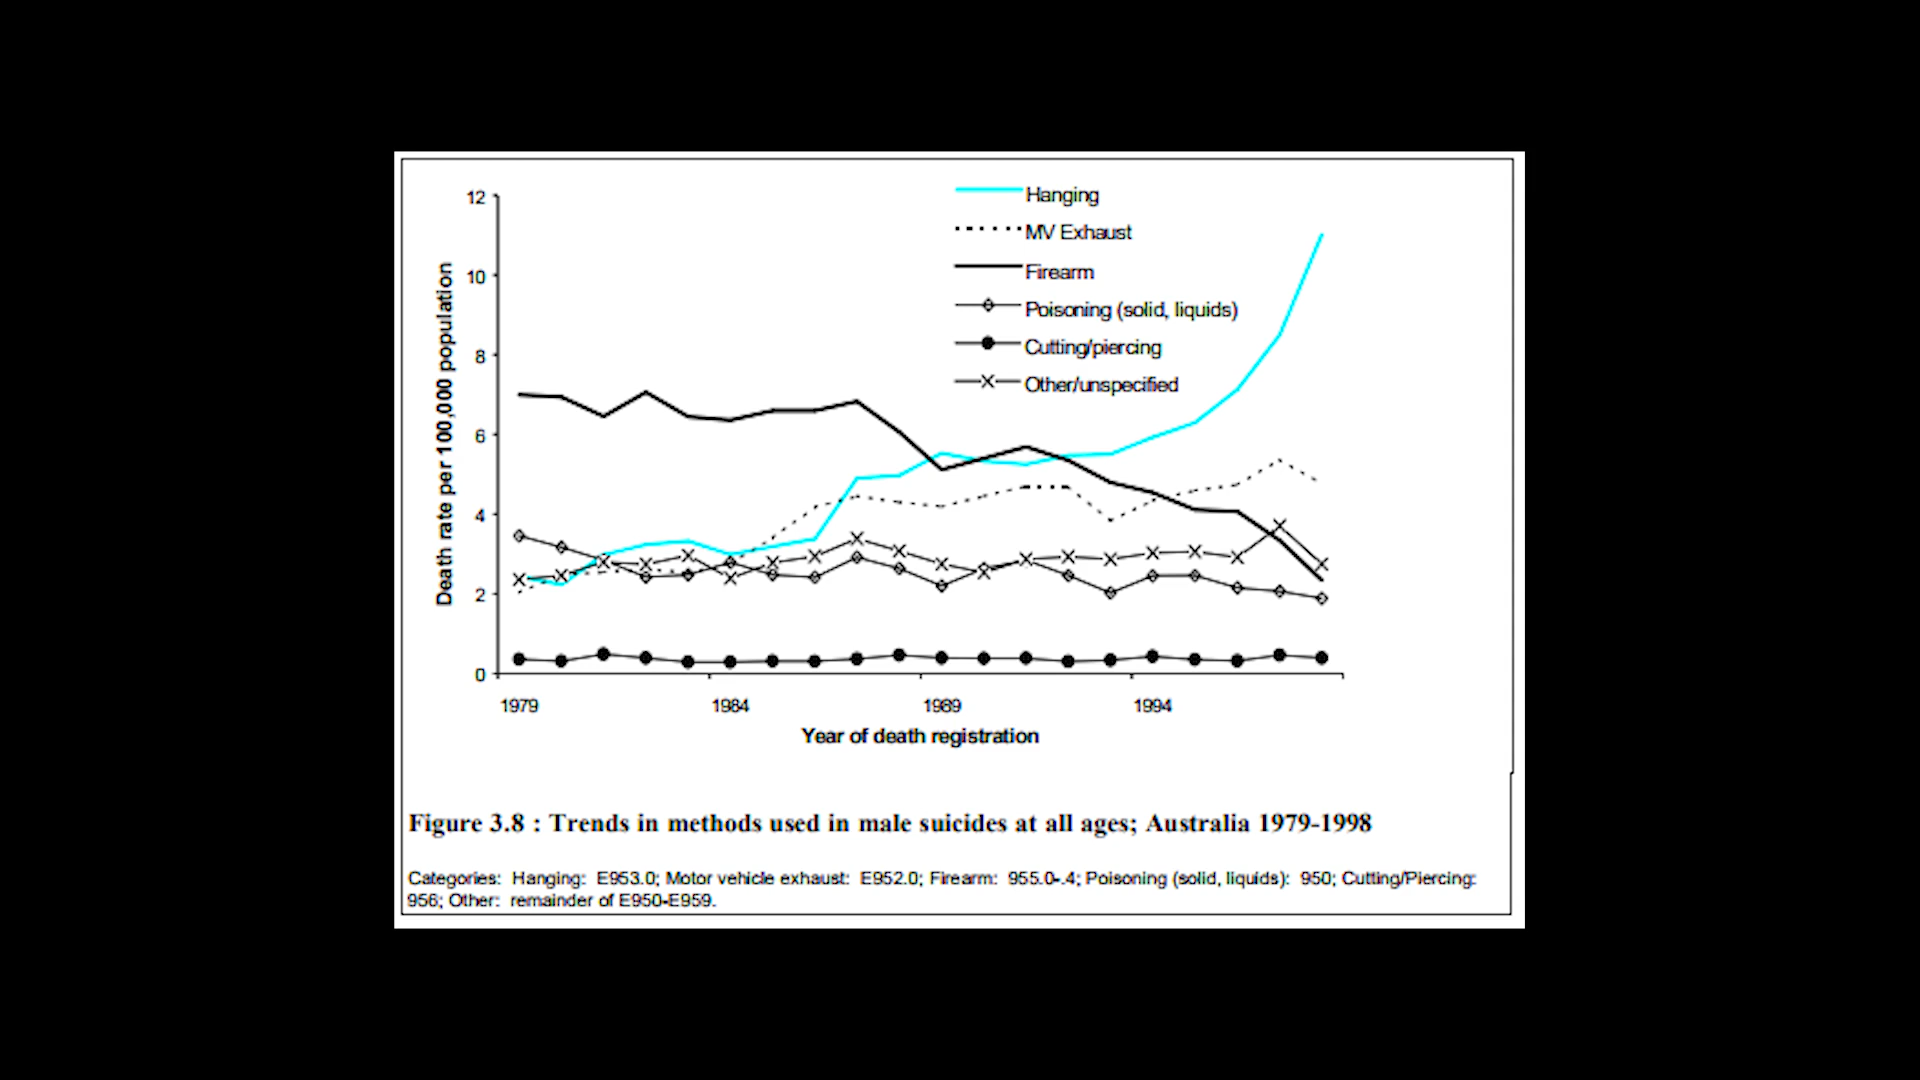 12
10
8
6
4
2
0
Death rate per 100,000 population
Hanging
MV Exhaust
Firearm
Poisoning (solid, liquids)
Cutting/piercing
Other/unspecified
1979 1984 1989 1994
Year of death registration
Figure 3.8 : Trends in methods used in male suicides at all ages; Australia 1979-1998
Categories: Hanging: E953.0; Motor vehicle exhaust: E952.0; Firearm: 955.0-.4; Poisoning (solid, liquids): 950; Cutting/Piercing:
956; Other: remainder of E950-E959.